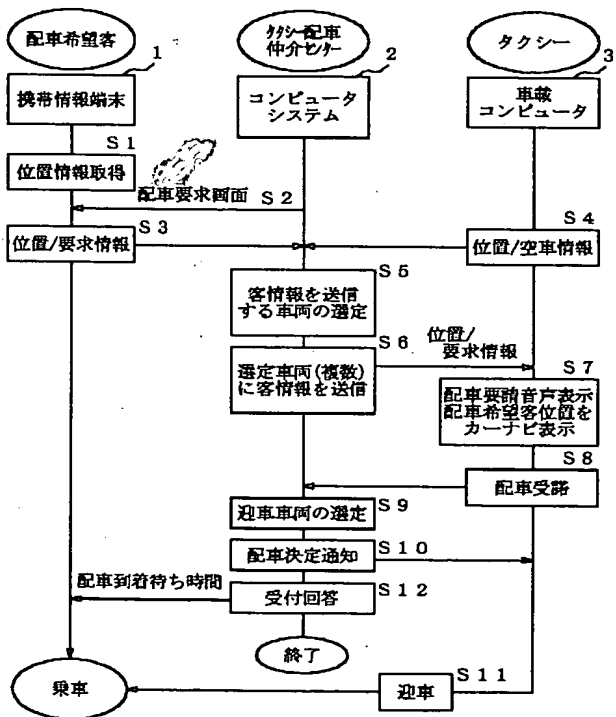 配車希望客
タクシー配車
仲介センター
タクシー
1
2
3
携帯情報端末
コンピュータ
システム
車載
コンピュータ
S1
位置情報取得
配車要求画面
S2
S3
S4
位置/要求情報
位置/空車情報
S5
客情報を送信
する車両の選定
S6
位置/
要求情報
選定車両(複数)
に客情報を送信
S7
配車要請音声表示
配車希望客位置を
カーナビ表示
S8
配車受諾
S9
迎車車両の選定
S10
配車決定通知
配車到着待ち時間
S12
受付回答
終了
S11
乗車
迎車